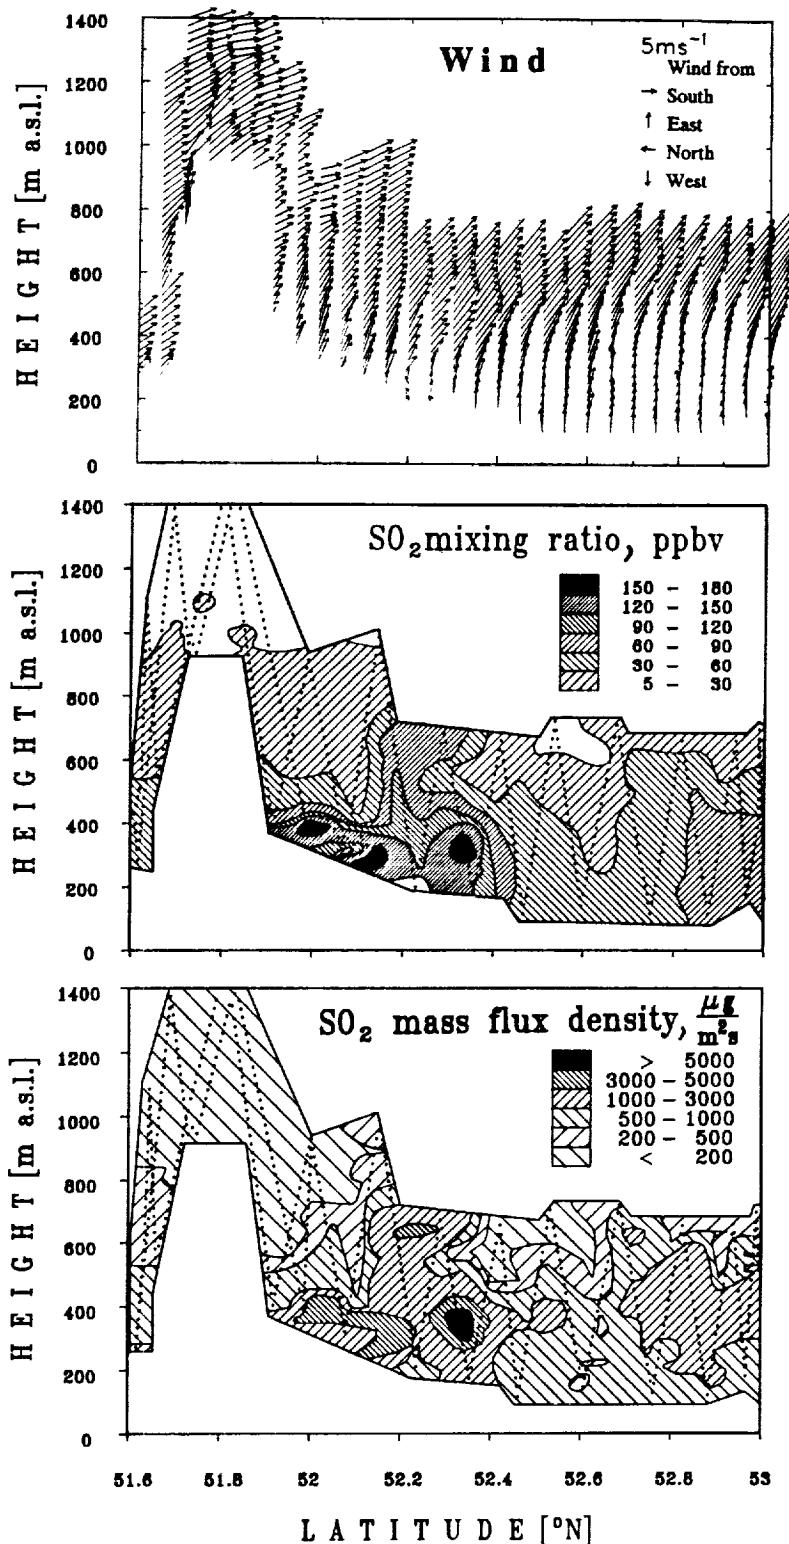 1400
1200
1000
800
600
400
200
0
HEIGHT [m a.s.l.]
Wind
5ms⁻¹
Wind from
→ South
↑ East
← North
↓ West
1400
1200
1000
800
600
400
200
0
HEIGHT [m a.s.l.]
SO₂ mixing ratio, ppbv
150 – 180
120 – 150
90 – 120
60 – 90
30 – 60
5 – 30
1400
1200
1000
800
600
400
200
0
HEIGHT [m a.s.l.]
SO₂ mass flux density, μg/m²s
> 5000
3000 – 5000
1000 – 3000
500 – 1000
200 – 500
< 200
51.6 51.8 52 52.2 52.4 52.6 52.8 53
LATITUDE [°N]